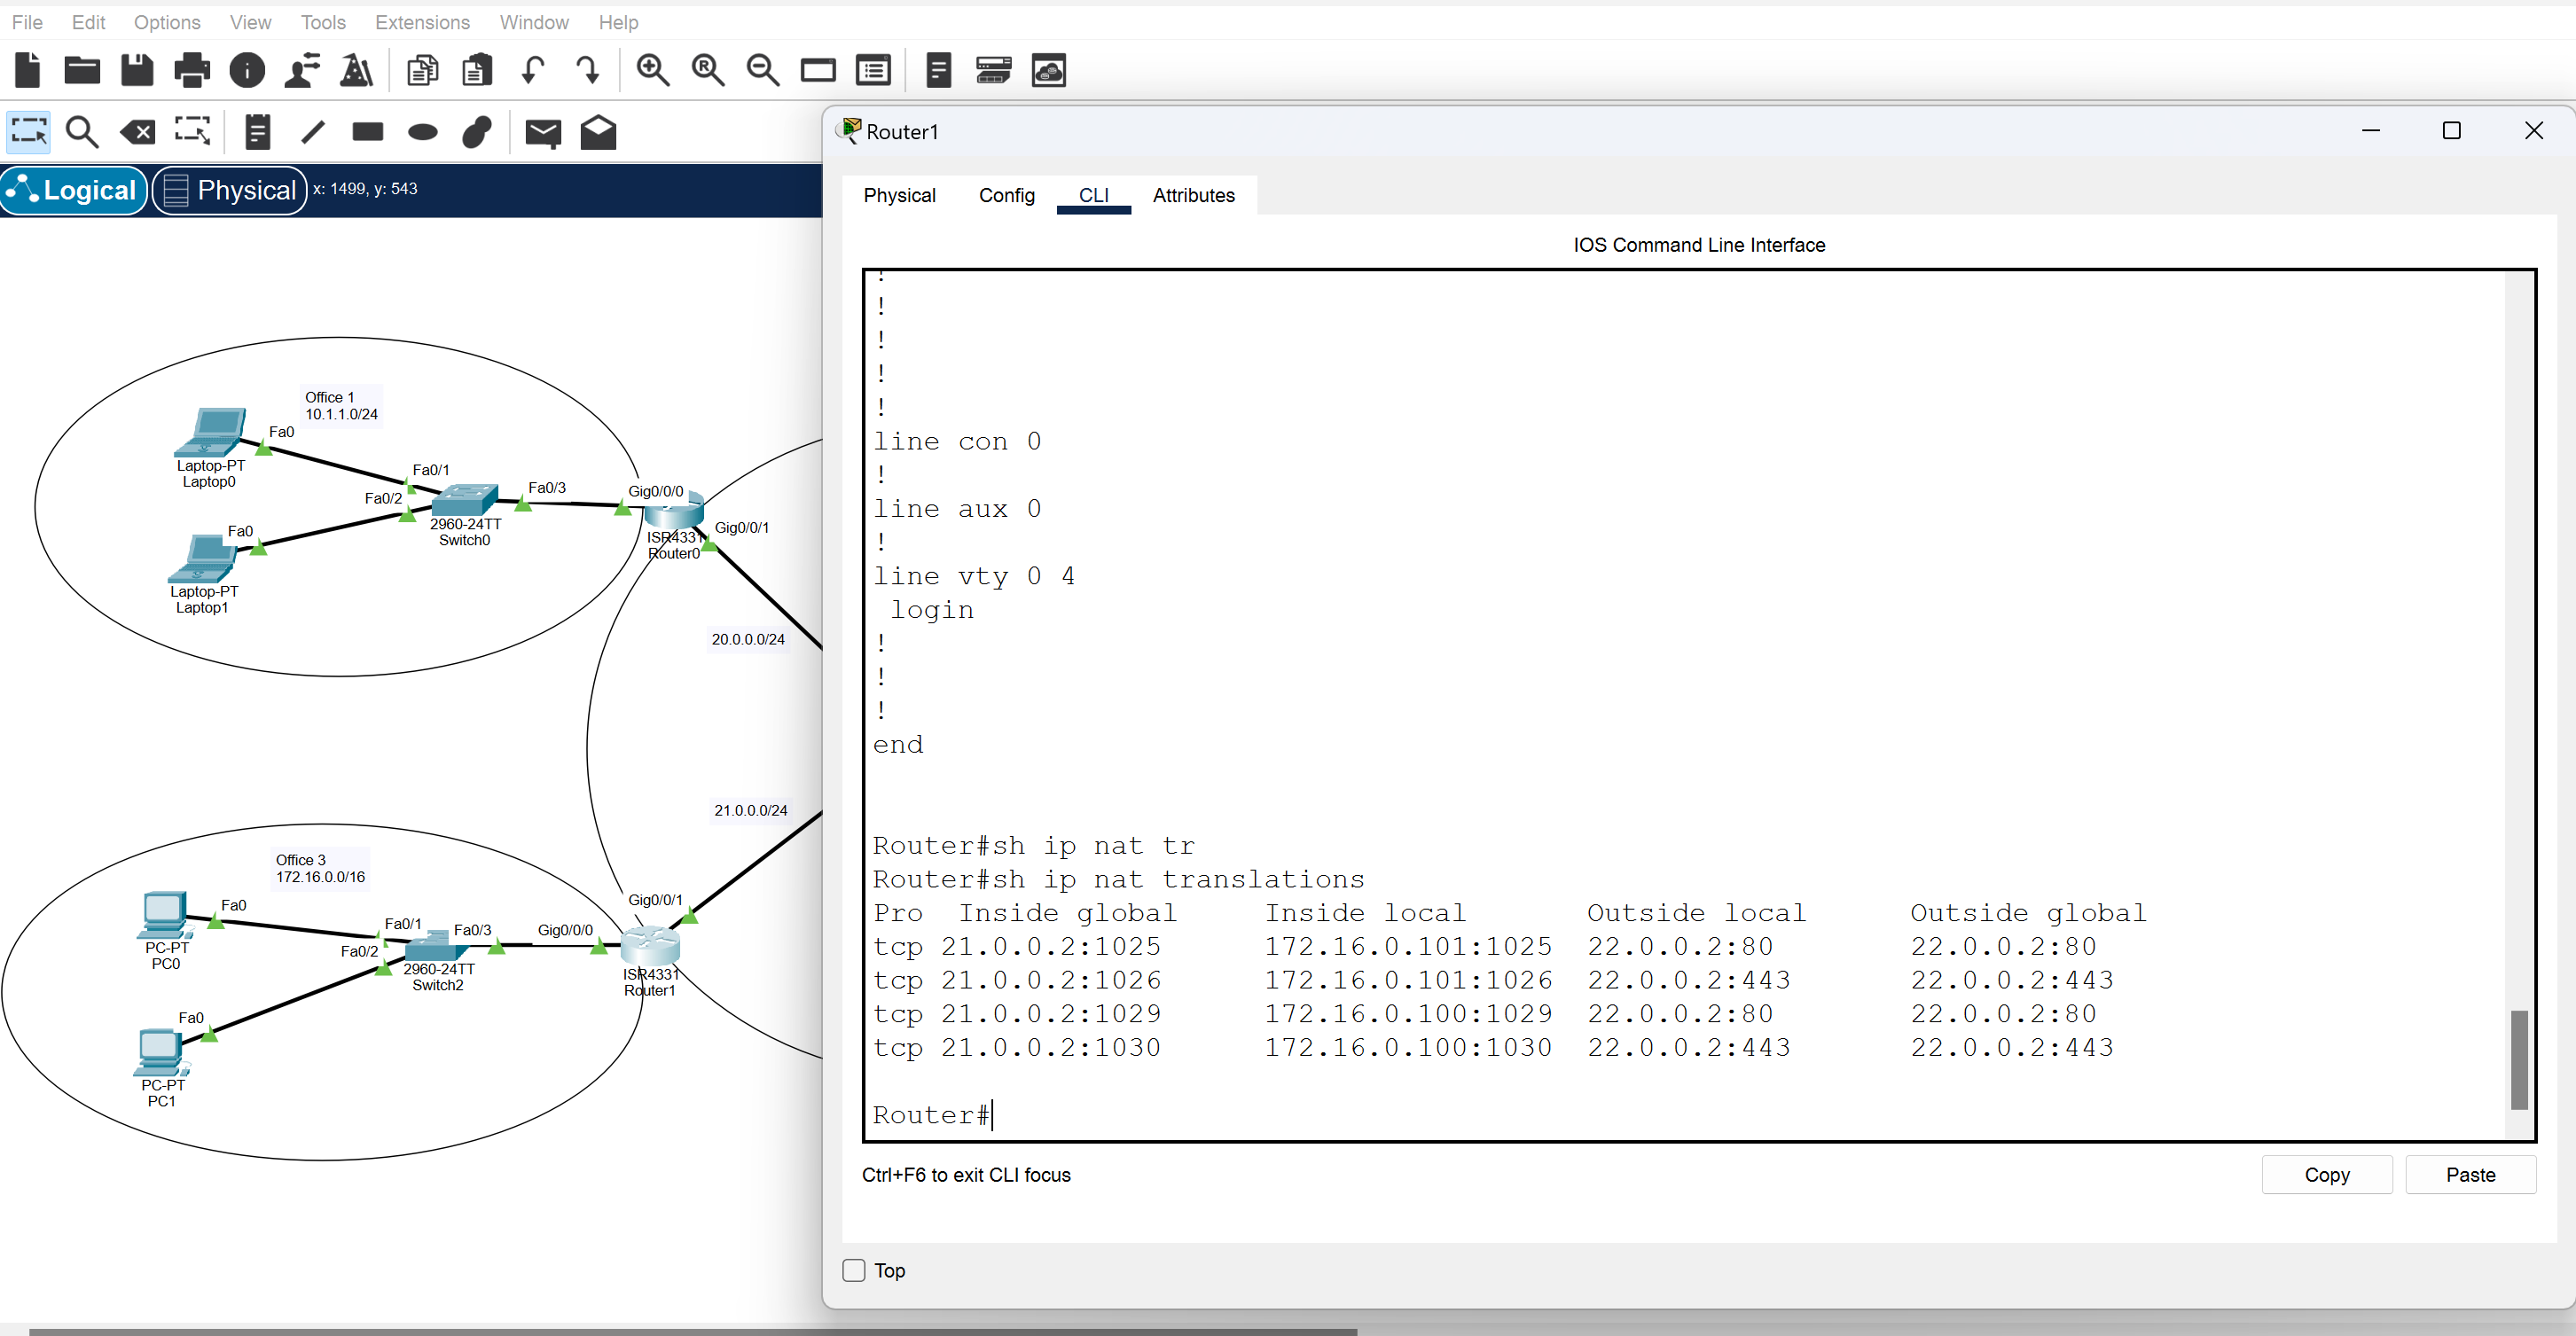 File Edit Options View Tools Extensions Window Help
Logical Physical x: 1499, y: 543
Office 1
10.1.1.0/24
Fa0
Laptop-PT
Laptop0
Fa0/1
Fa0/2
Fa0/3
Gig0/0/0
2960-24TT
Switch0
Fa0
Laptop-PT
Laptop1
Gig0/0/1
ISR4331
Router0
20.0.0.0/24
21.0.0.0/24
Office 3
172.16.0.0/16
Fa0
PC-PT
PC0
Fa0/1
Fa0/2
Fa0/3
Gig0/0/0
Gig0/0/1
2960-24TT
Switch2
ISR4331
Router1
Fa0
PC-PT
PC1
Router1
Physical Config CLI Attributes
IOS Command Line Interface
!
!
!
!
!
line con 0
!
line aux 0
!
line vty 0 4
login
!
!
!
end
Router#sh ip nat tr
Router#sh ip nat translations
Pro Inside global Inside local Outside local Outside global
tcp 21.0.0.2:1025 172.16.0.101:1025 22.0.0.2:80 22.0.0.2:80
tcp 21.0.0.2:1026 172.16.0.101:1026 22.0.0.2:443 22.0.0.2:443
tcp 21.0.0.2:1029 172.16.0.100:1029 22.0.0.2:80 22.0.0.2:80
tcp 21.0.0.2:1030 172.16.0.100:1030 22.0.0.2:443 22.0.0.2:443
Router#
Ctrl+F6 to exit CLI focus
Copy Paste
Top